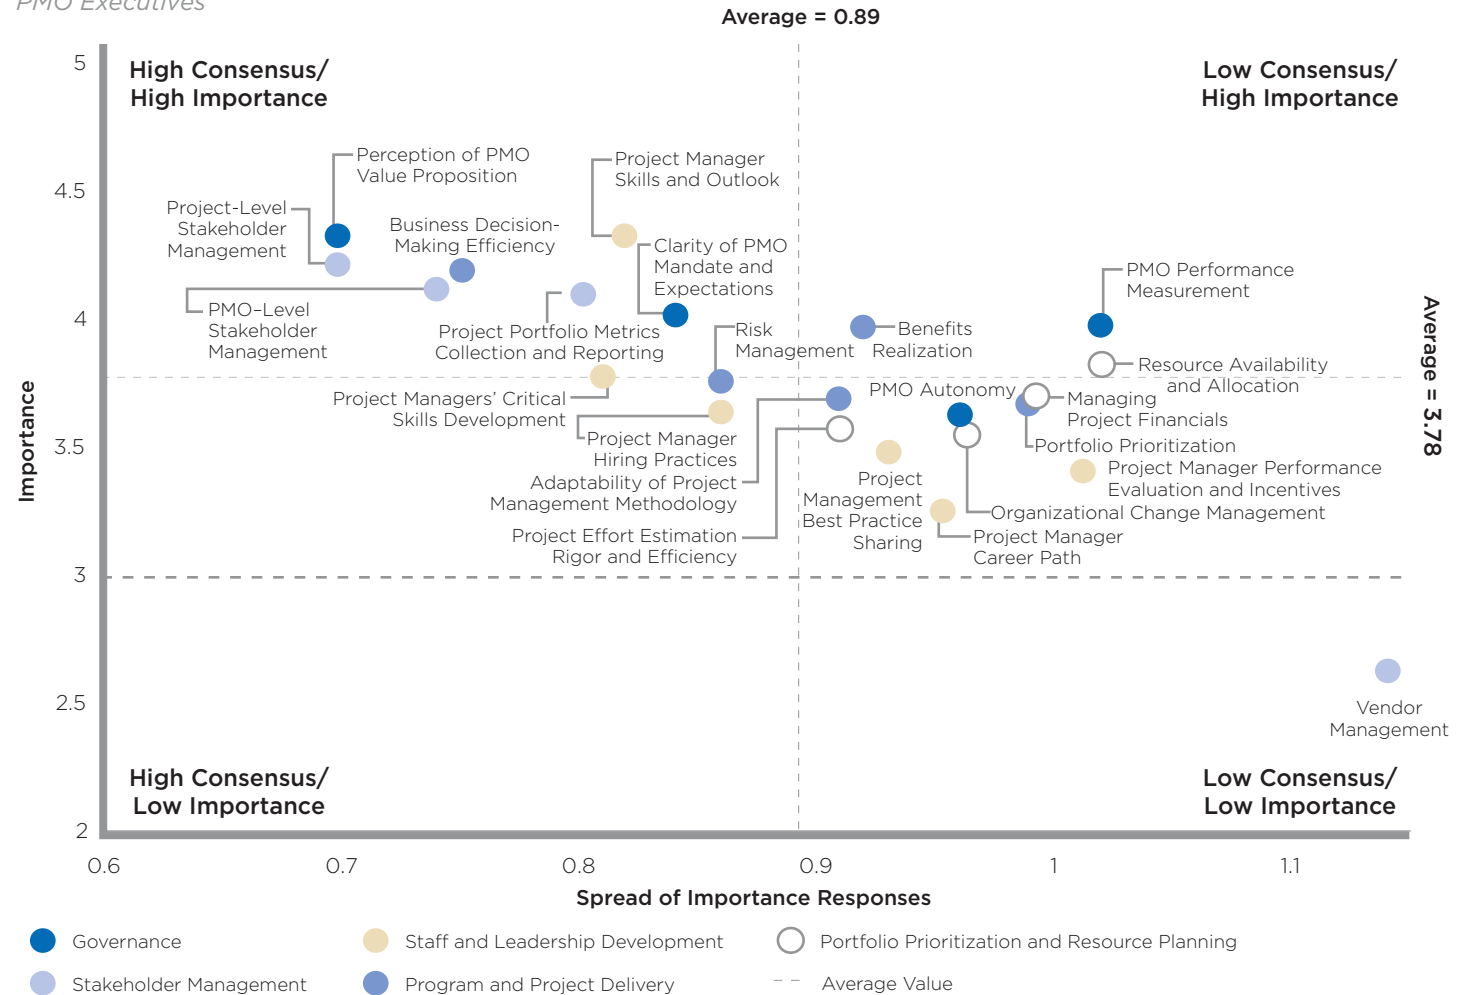 PMO Executives
Average = 0.89
High Consensus/
High Importance
Low Consensus/
High Importance
5
4.5
4
3.5
3
2.5
2
Importance
Perception of PMO
Value Proposition
Project-Level
Stakeholder
Management
Business Decision-
Making Efficiency
PMO–Level
Stakeholder
Management
Project Manager
Skills and Outlook
Clarity of PMO
Mandate and
Expectations
Project Portfolio Metrics
Collection and Reporting
Risk
Management
Benefits
Realization
PMO Performance
Measurement
Resource Availability
and Allocation
Average = 3.78
Project Managers’ Critical
Skills Development
PMO Autonomy
Managing
Project Financials
Project Manager
Hiring Practices
Portfolio Prioritization
Adaptability of Project
Management Methodology
Project
Management
Best Practice
Sharing
Project Manager Performance
Evaluation and Incentives
Organizational Change Management
Project Effort Estimation
Rigor and Efficiency
Project Manager
Career Path
Vendor
Management
High Consensus/
Low Importance
Low Consensus/
Low Importance
0.6
0.7
0.8
0.9
1
1.1
Spread of Importance Responses
Governance
Staff and Leadership Development
Portfolio Prioritization and Resource Planning
Stakeholder Management
Program and Project Delivery
Average Value